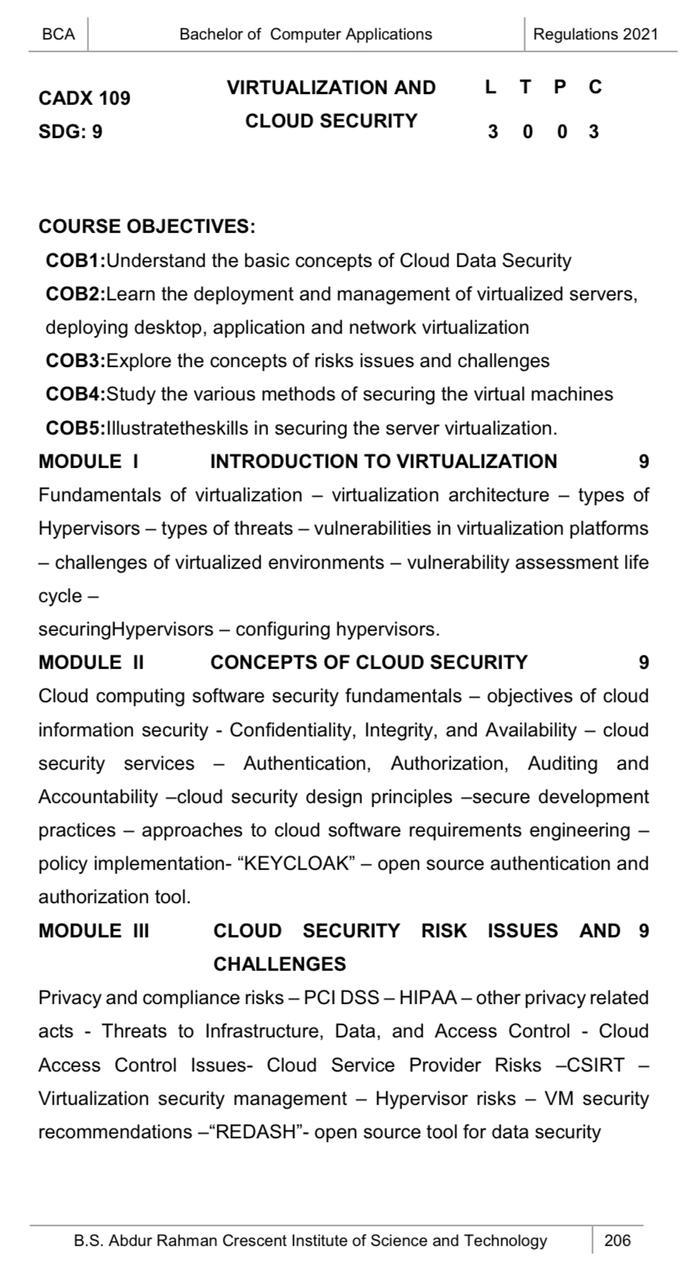 BCA Bachelor of Computer Applications Regulations 2021
CADX 109 VIRTUALIZATION AND L T P C
SDG: 9 CLOUD SECURITY 3 0 0 3
COURSE OBJECTIVES:
COB1:Understand the basic concepts of Cloud Data Security
COB2:Learn the deployment and management of virtualized servers,
deploying desktop, application and network virtualization
COB3:Explore the concepts of risks issues and challenges
COB4:Study the various methods of securing the virtual machines
COB5:Illustratetheskills in securing the server virtualization.
MODULE I INTRODUCTION TO VIRTUALIZATION 9
Fundamentals of virtualization – virtualization architecture – types of
Hypervisors – types of threats – vulnerabilities in virtualization platforms
– challenges of virtualized environments – vulnerability assessment life
cycle –
securingHypervisors – configuring hypervisors.
MODULE II CONCEPTS OF CLOUD SECURITY 9
Cloud computing software security fundamentals – objectives of cloud
information security - Confidentiality, Integrity, and Availability – cloud
security services – Authentication, Authorization, Auditing and
Accountability –cloud security design principles –secure development
practices – approaches to cloud software requirements engineering –
policy implementation- “KEYCLOAK” – open source authentication and
authorization tool.
MODULE III CLOUD SECURITY RISK ISSUES AND 9
CHALLENGES
Privacy and compliance risks – PCI DSS – HIPAA – other privacy related
acts - Threats to Infrastructure, Data, and Access Control - Cloud
Access Control Issues- Cloud Service Provider Risks –CSIRT –
Virtualization security management – Hypervisor risks – VM security
recommendations –“REDASH”- open source tool for data security
B.S. Abdur Rahman Crescent Institute of Science and Technology 206